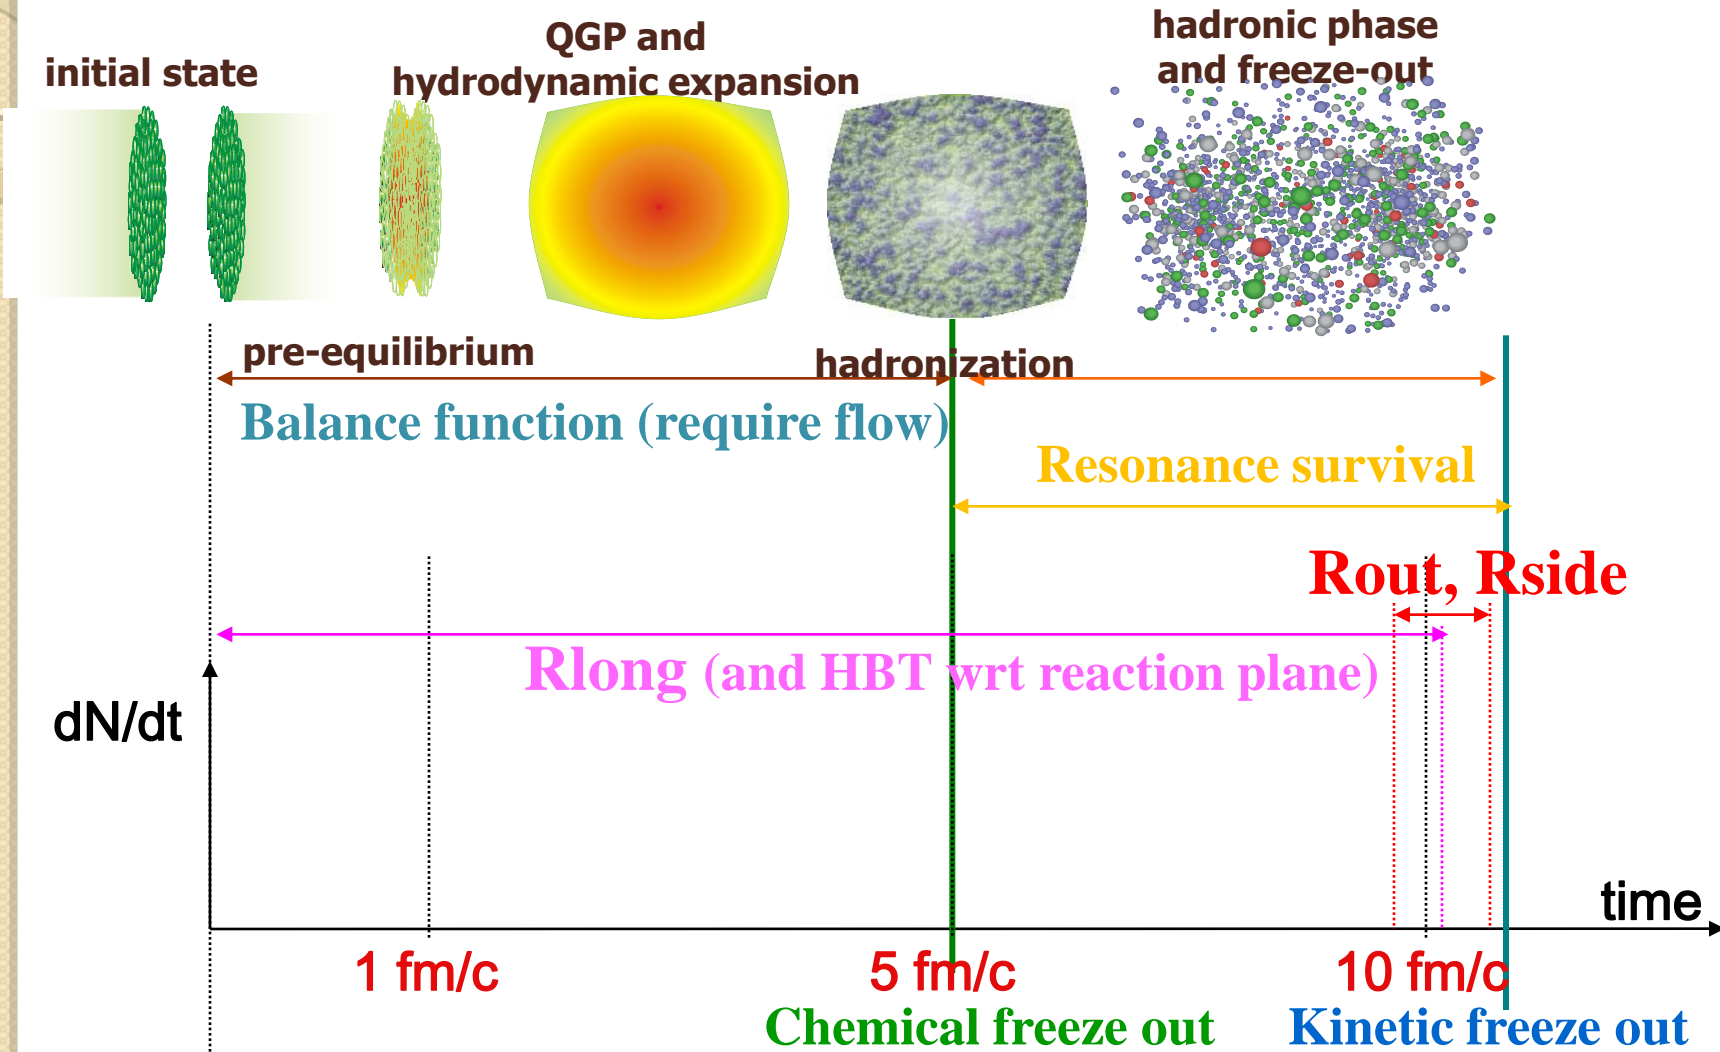 initial state
QGP and
hydrodynamic expansion
hadronic phase
and freeze-out
pre-equilibrium
hadronization
Balance function (require flow)
Resonance survival
Rout, Rside
Rlong (and HBT wrt reaction plane)
dN/dt
time
1 fm/c
5 fm/c
10 fm/c
Chemical freeze out
Kinetic freeze out